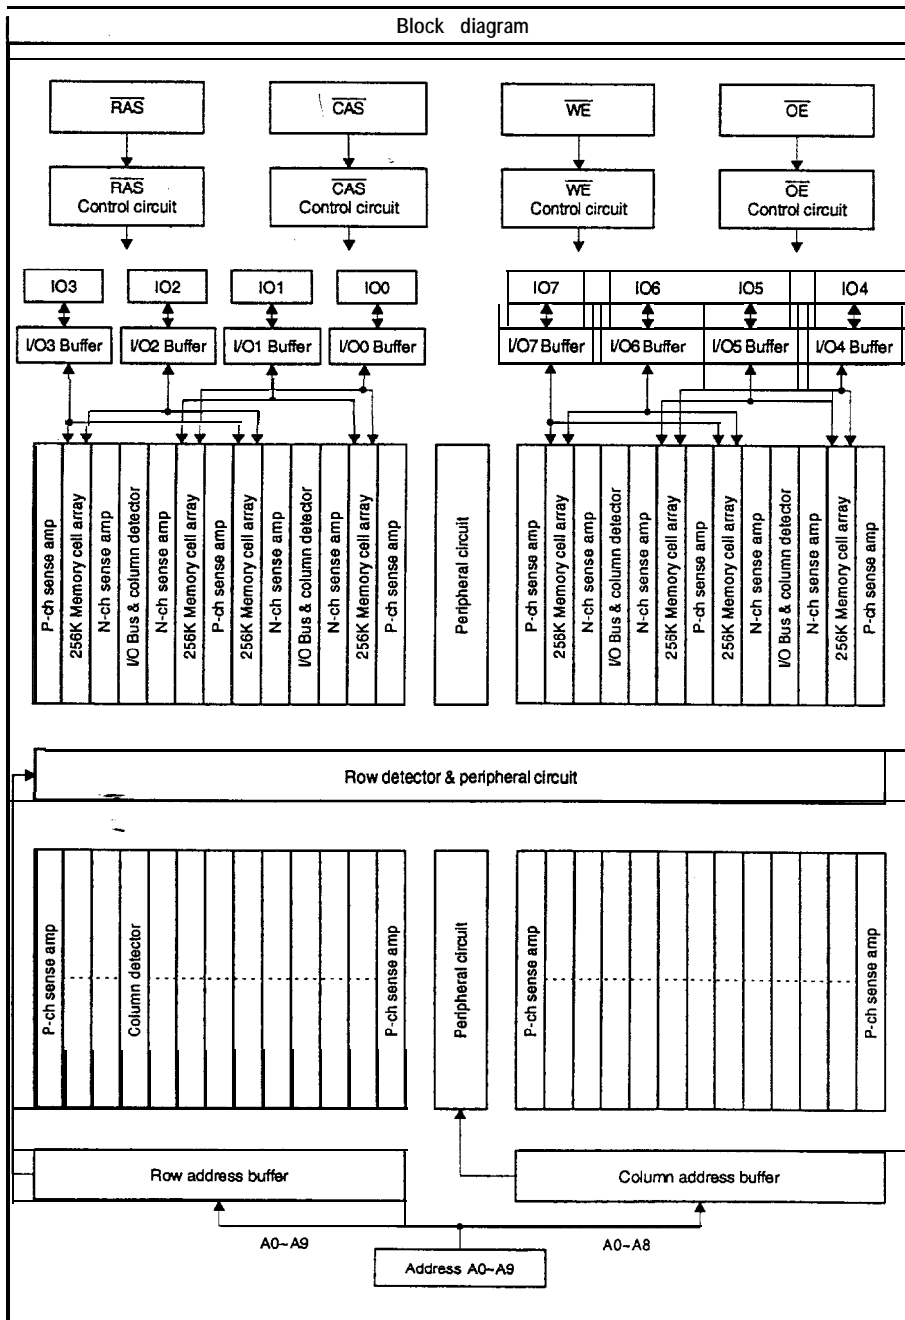 Block diagram
R̅A̅S̅
C̅A̅S̅
W̅E̅
O̅E̅
R̅A̅S̅
Control circuit
C̅A̅S̅
Control circuit
W̅E̅
Control circuit
O̅E̅
Control circuit
IO3
IO2
IO1
IO0
IO7
IO6
IO5
IO4
I/O3 Buffer
I/O2 Buffer
I/O1 Buffer
I/O0 Buffer
I/O7 Buffer
I/O6 Buffer
I/O5 Buffer
I/O4 Buffer
P-ch sense amp
256K Memory cell array
N-ch sense amp
I/O Bus & column detector
N-ch sense amp
256K Memory cell array
P-ch sense amp
256K Memory cell array
N-ch sense amp
I/O Bus & column detector
N-ch sense amp
256K Memory cell array
P-ch sense amp
Peripheral circuit
P-ch sense amp
256K Memory cell array
N-ch sense amp
I/O Bus & column detector
N-ch sense amp
256K Memory cell array
P-ch sense amp
256K Memory cell array
N-ch sense amp
I/O Bus & column detector
N-ch sense amp
256K Memory cell array
P-ch sense amp
Row detector & peripheral circuit
P-ch sense amp
Column detector
P-ch sense amp
Peripheral circuit
P-ch sense amp
P-ch sense amp
Row address buffer
Column address buffer
A0~A9
A0~A8
Address A0~A9